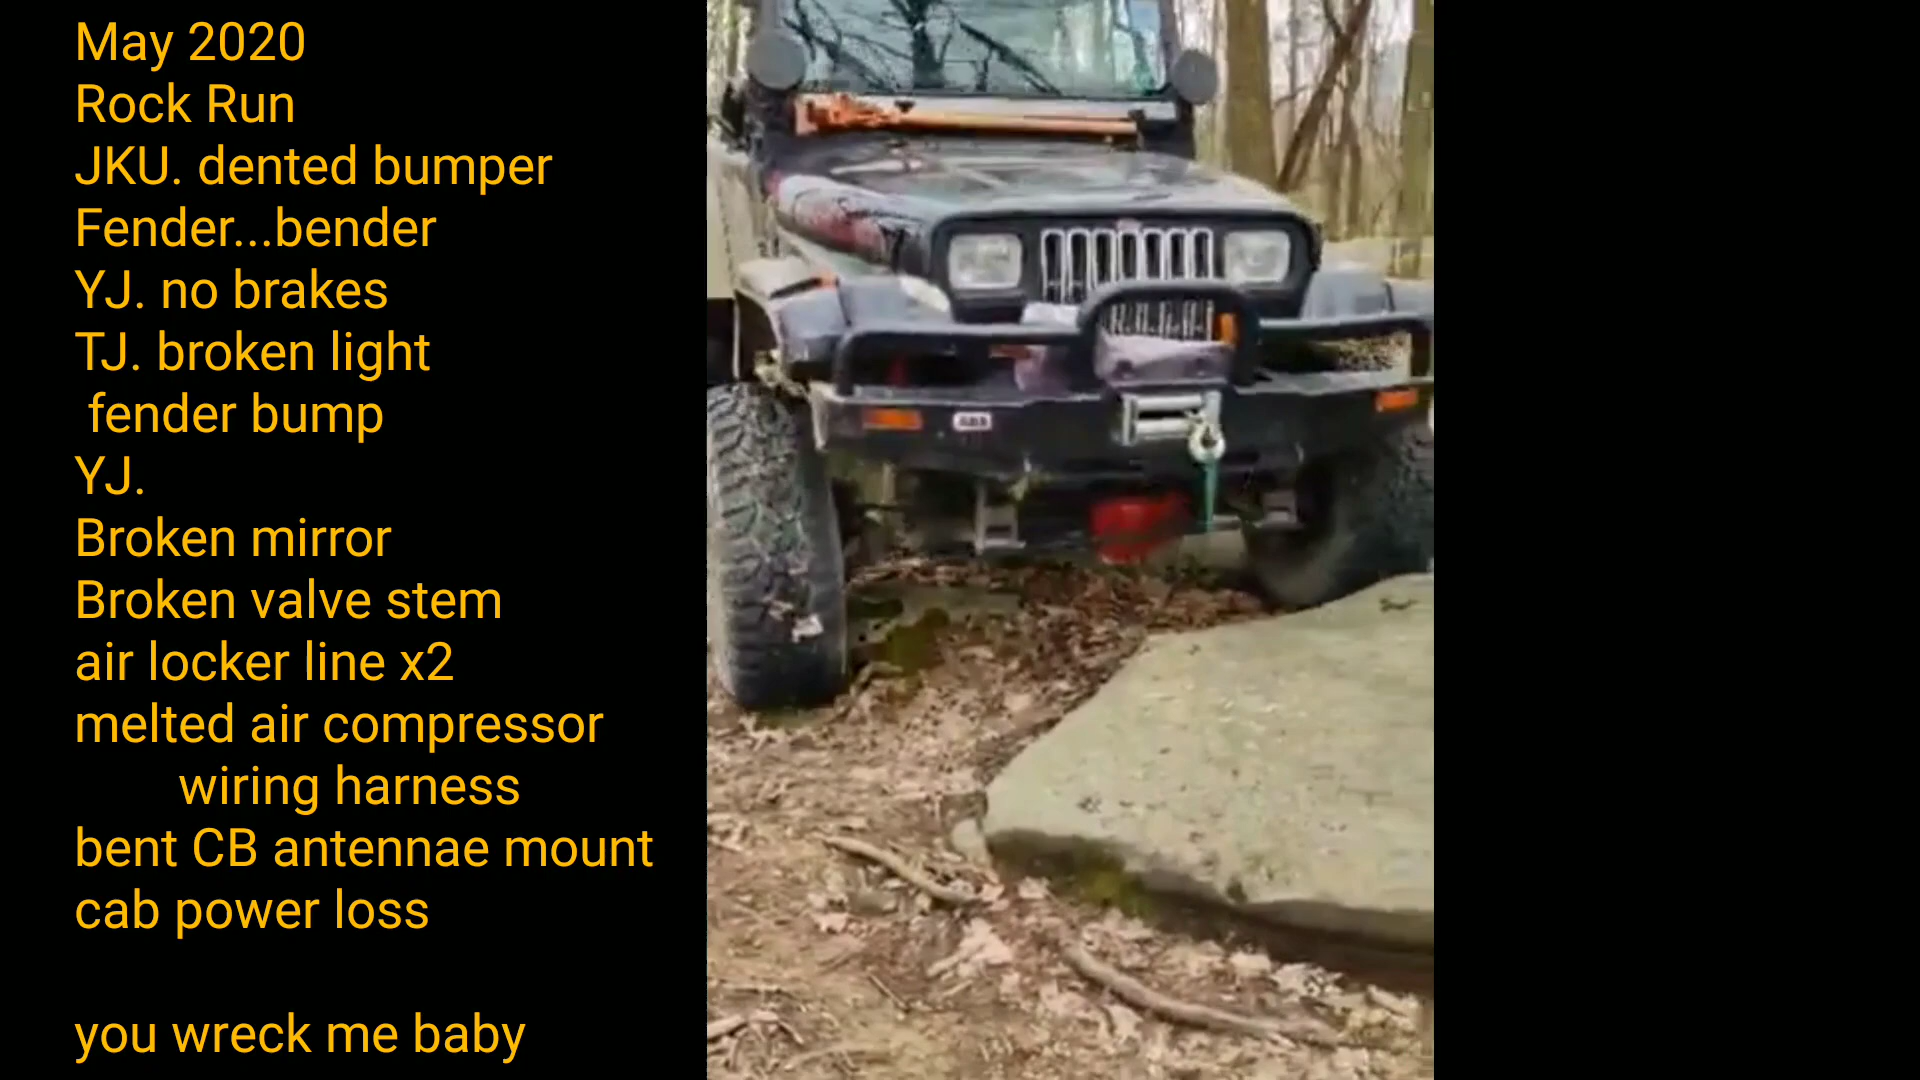 May 2020
Rock Run
JKU. dented bumper
Fender...bender
YJ. no brakes
TJ. broken light
fender bump
YJ.
Broken mirror
Broken valve stem
air locker line x2
melted air compressor
wiring harness
bent CB antennae mount
cab power loss
you wreck me baby